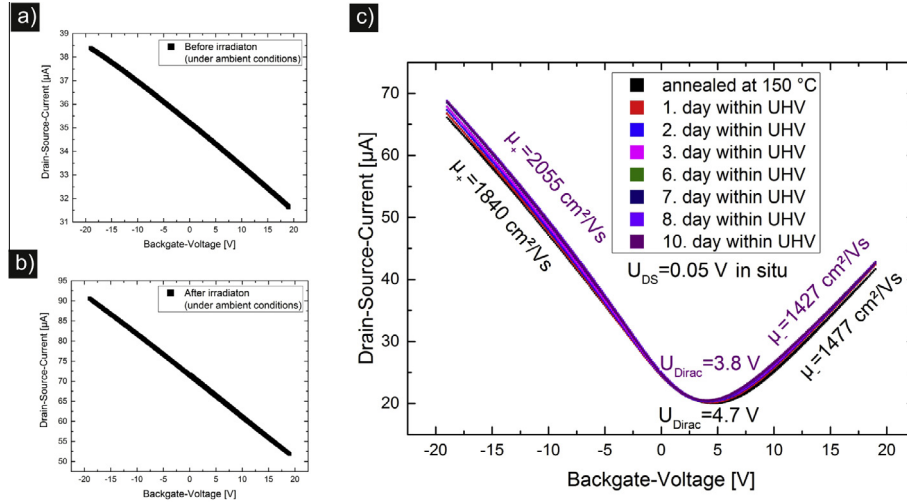 a)
39
38
37
36
35
34
33
32
31
Drain-Source-Current [µA]
Before irradiaton
(under ambient conditions)
-20 -15 -10 -5 0 5 10 15 20
Backgate-Voltage [V]
b)
95
90
85
80
75
70
65
60
55
50
Drain-Source-Current [µA]
After irradiaton
(under ambient conditions)
-20 -15 -10 -5 0 5 10 15 20
Backgate-Voltage [V]
c)
70
60
50
40
30
20
Drain-Source-Current [µA]
annealed at 150 °C
1. day within UHV
2. day within UHV
3. day within UHV
6. day within UHV
7. day within UHV
8. day within UHV
10. day within UHV
U_DS=0.05 V in situ
µ_+=2055 cm²/Vs
µ_+=1840 cm²/Vs
µ_-=1427 cm²/Vs
µ_-=1477 cm²/Vs
U_Dirac=3.8 V
U_Dirac=4.7 V
-20 -15 -10 -5 0 5 10 15 20
Backgate-Voltage [V]